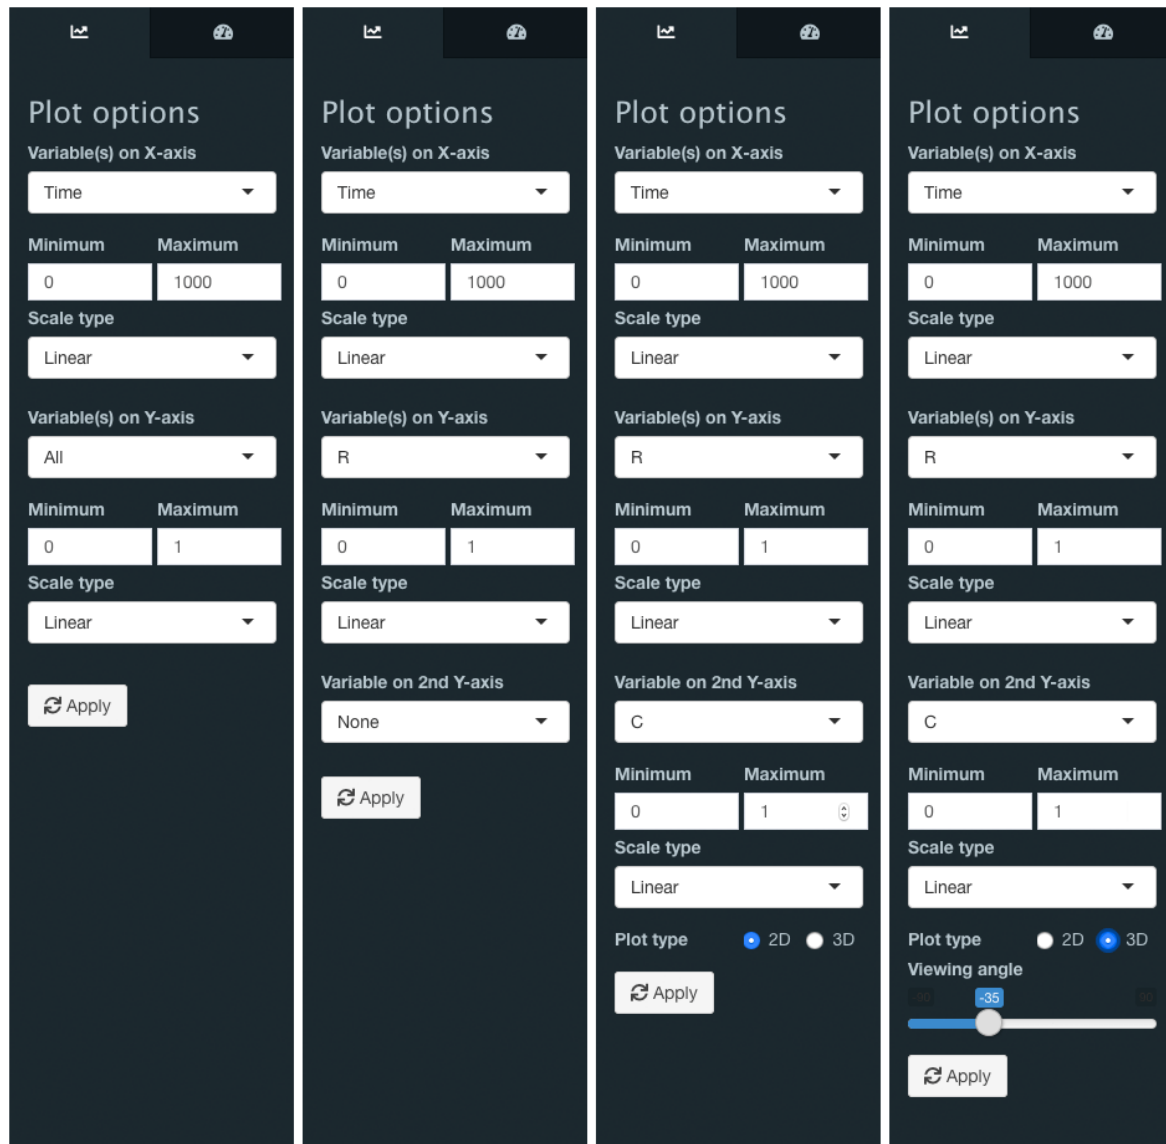 Plot options
Variable(s) on X-axis
Time
Minimum Maximum
0 1000
Scale type
Linear
Variable(s) on Y-axis
All
Minimum Maximum
0 1
Scale type
Linear
Apply
Plot options
Variable(s) on X-axis
Time
Minimum Maximum
0 1000
Scale type
Linear
Variable(s) on Y-axis
R
Minimum Maximum
0 1
Scale type
Linear
Variable on 2nd Y-axis
None
Apply
Plot options
Variable(s) on X-axis
Time
Minimum Maximum
0 1000
Scale type
Linear
Variable(s) on Y-axis
R
Minimum Maximum
0 1
Scale type
Linear
Variable on 2nd Y-axis
C
Minimum Maximum
0 1
Scale type
Linear
Plot type 2D 3D
Apply
Plot options
Variable(s) on X-axis
Time
Minimum Maximum
0 1000
Scale type
Linear
Variable(s) on Y-axis
R
Minimum Maximum
0 1
Scale type
Linear
Variable on 2nd Y-axis
C
Minimum Maximum
0 1
Scale type
Linear
Plot type 2D 3D
Viewing angle
-90 -35 90
Apply